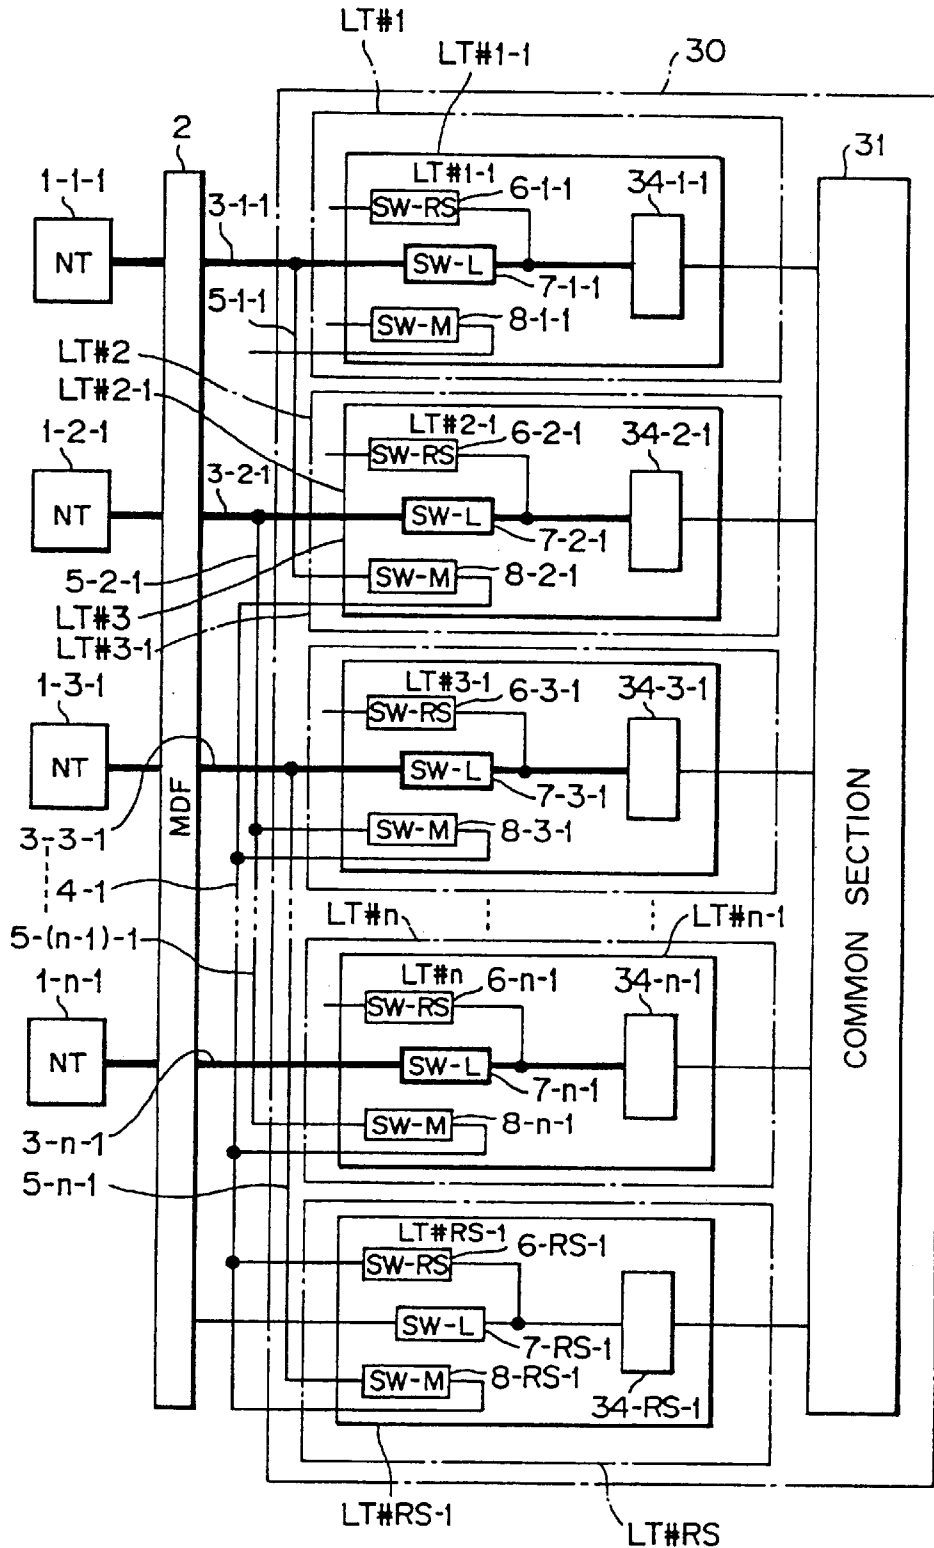 LT#1
LT#1-1
30
2
31
1-1-1
LT#1-1
6-1-1
34-1-1
SW-RS
3-1-1
NT
SW-L
7-1-1
5-1-1
SW-M
8-1-1
LT#2
LT#2-1
LT#2-1
6-2-1
34-2-1
1-2-1
SW-RS
3-2-1
NT
SW-L
7-2-1
5-2-1
SW-M
8-2-1
LT#3
LT#3-1
1-3-1
LT#3-1
6-3-1
34-3-1
SW-RS
NT
SW-L
7-3-1
MDF
COMMON SECTION
3-3-1
SW-M
8-3-1
4-1
LT#n
LT#n-1
5-(n-1)-1
LT#n
6-n-1
34-n-1
1-n-1
SW-RS
NT
SW-L
7-n-1
3-n-1
SW-M
8-n-1
5-n-1
LT#RS-1
6-RS-1
SW-RS
SW-L
7-RS-1
SW-M
8-RS-1
34-RS-1
LT#RS-1
LT#RS